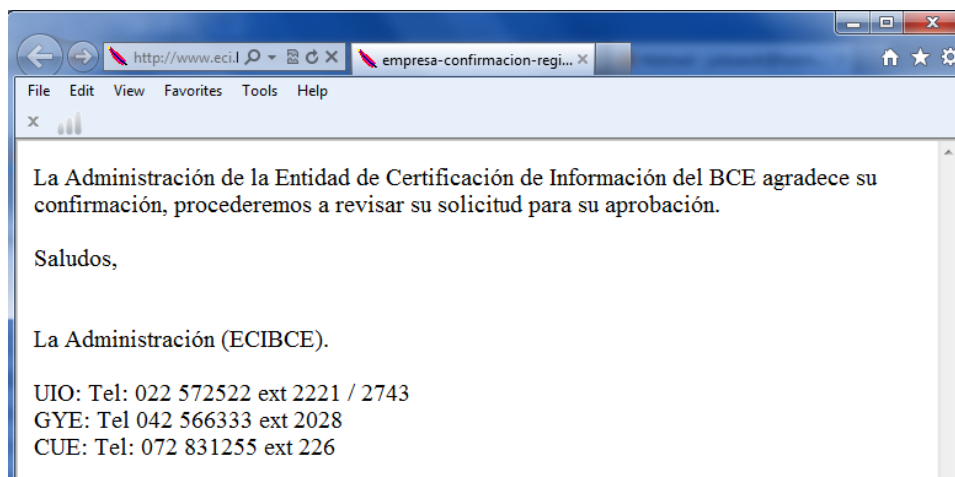 http://www.eci.l
empresa-confirmacion-regi...
File Edit View Favorites Tools Help
La Administración de la Entidad de Certificación de Información del BCE agradece su
confirmación, procederemos a revisar su solicitud para su aprobación.
Saludos,
La Administración (ECIBCE).
UIO: Tel: 022 572522 ext 2221 / 2743
GYE: Tel 042 566333 ext 2028
CUE: Tel: 072 831255 ext 226